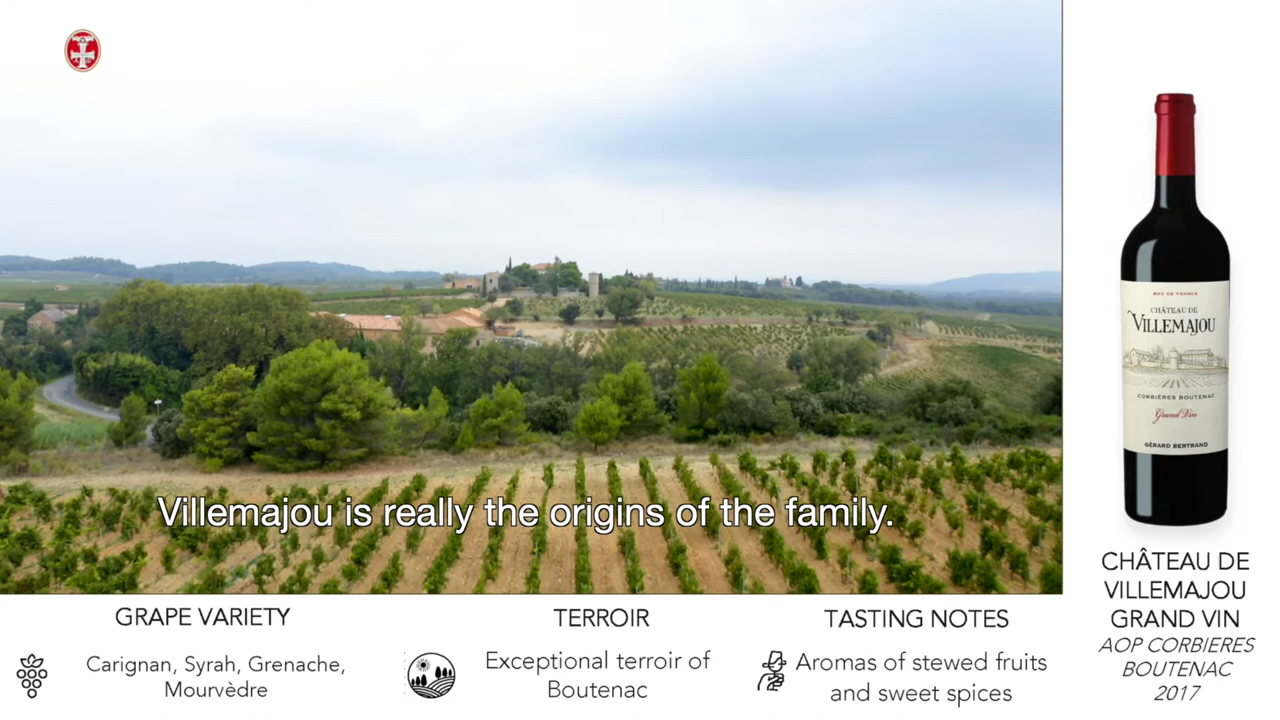 Villemajou is really the origins of the family.
GRAPE VARIETY
Carignan, Syrah, Grenache,
Mourvèdre
TERROIR
Exceptional terroir of
Boutenac
TASTING NOTES
Aromas of stewed fruits
and sweet spices
CHÂTEAU DE
VILLEMAJOU
CORBIÈRES BOUTENAC
Grand Vin
GÉRARD BERTRAND
CHÂTEAU DE
VILLEMAJOU
GRAND VIN
AOP CORBIERES
BOUTENAC
2017